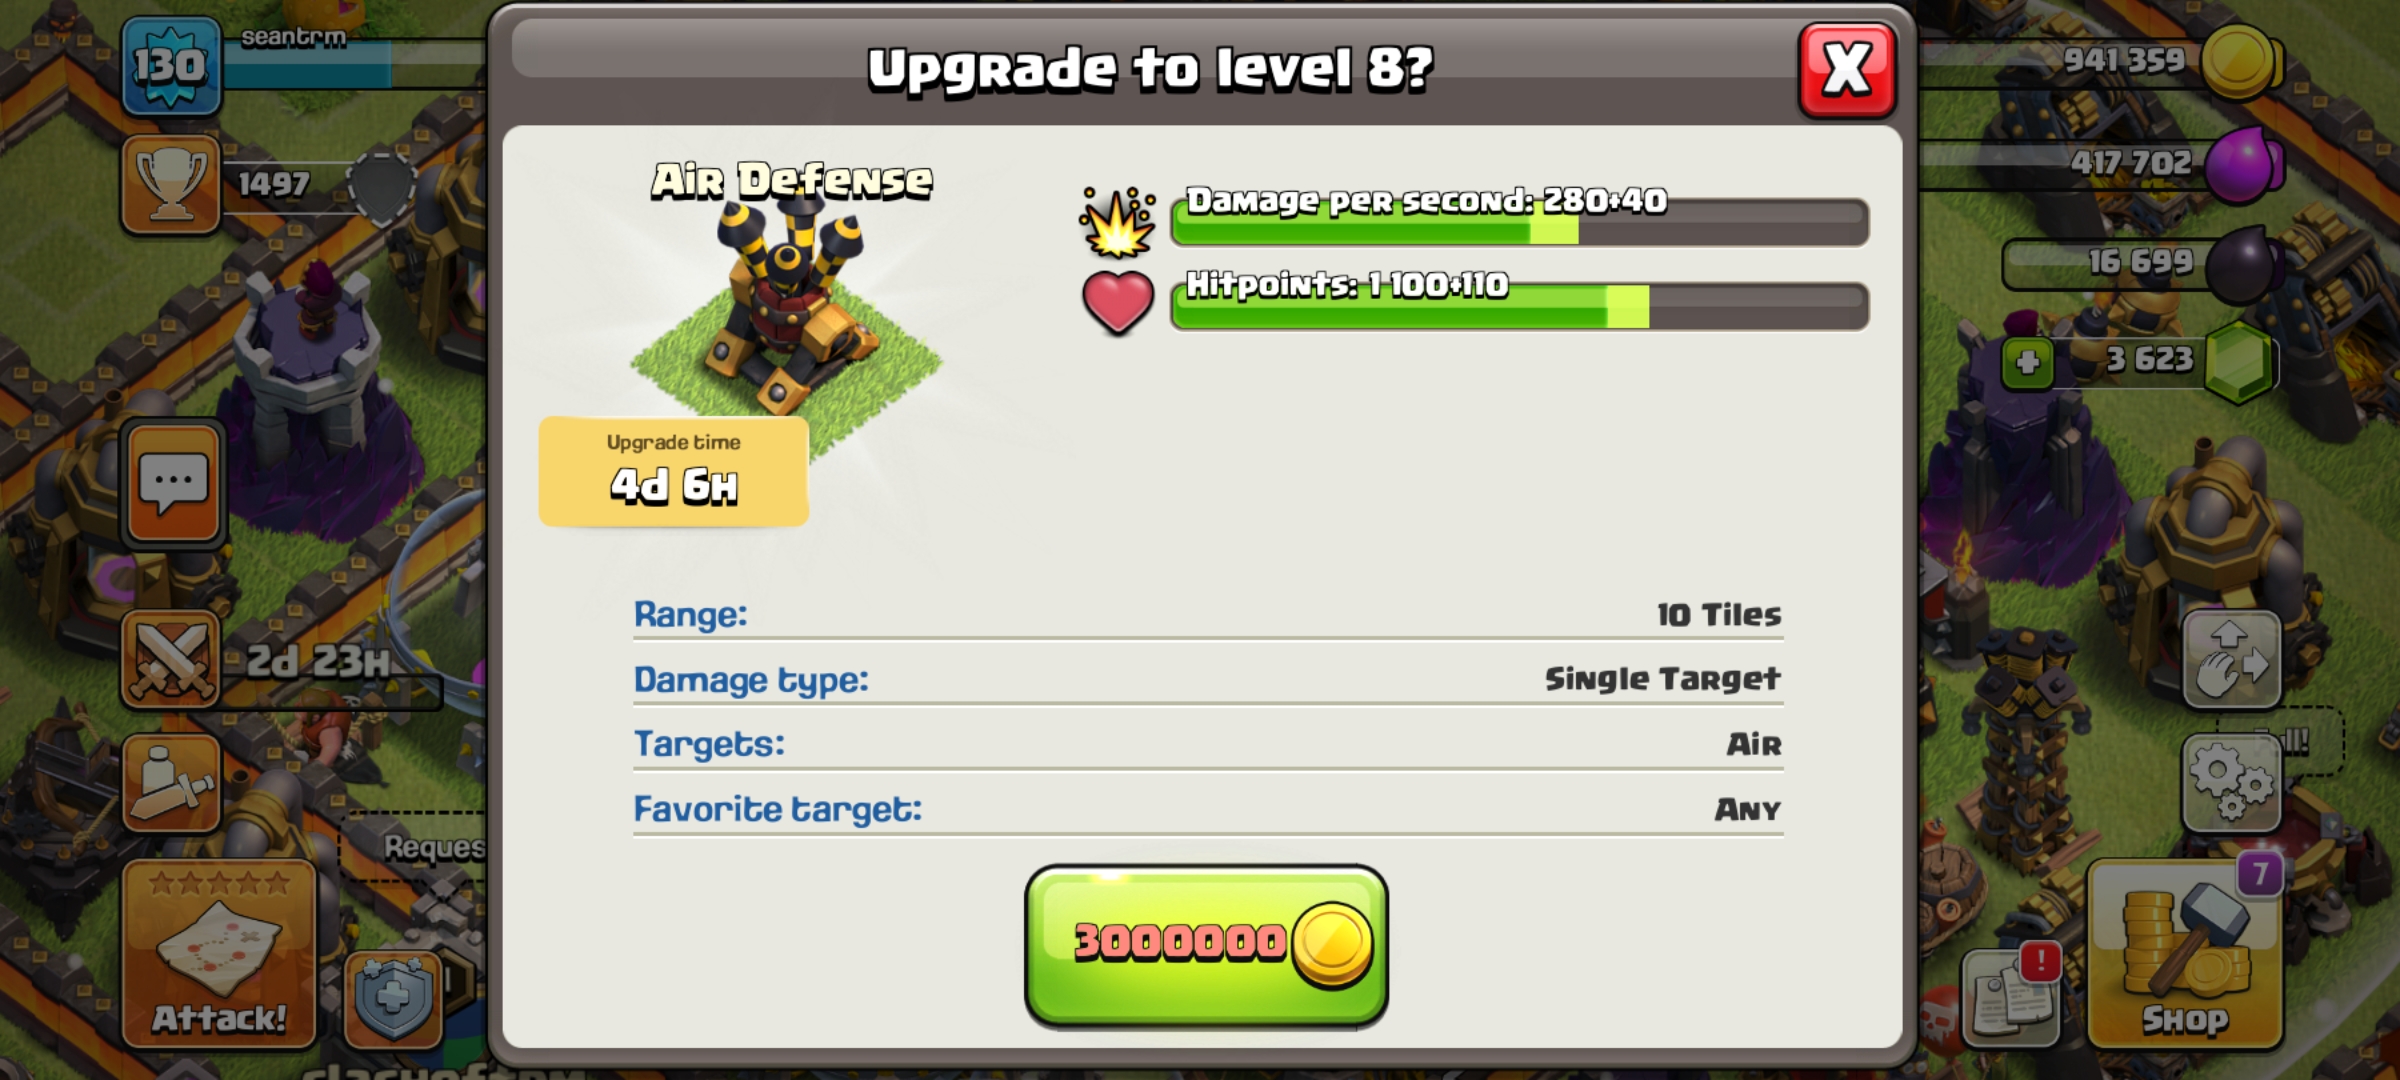 130
seantrm
1497
2d 23h
Reques
Attack!
Upgrade to level 8?
X
Air Defense
Upgrade time
4d 6h
Damage per second: 280+40
Hitpoints: 1 100+110
Range: 10 Tiles
Damage type: Single Target
Targets: Air
Favorite target: Any
3000000
941 359
417 702
16 699
+ 3 623
7
!
Shop